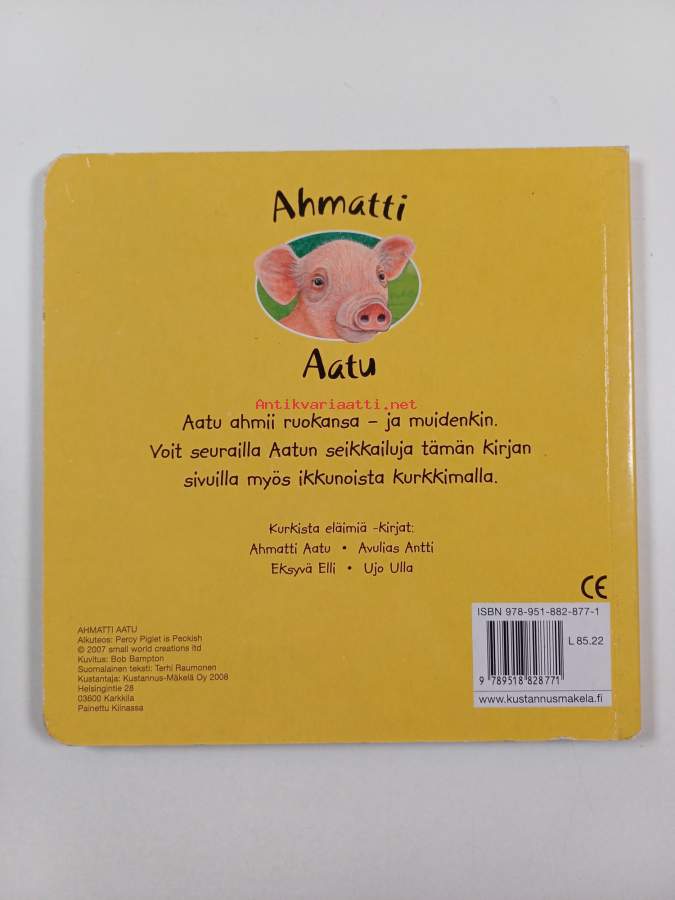 Ahmatti
Aatu
Antikvariaatti.net
Aatu ahmii ruokansa – ja muidenkin.
Voit seurailla Aatun seikkailuja tämän kirjan
sivuilla myös ikkunoista kurkkimalla.
Kurkista eläimiä -kirjat:
Ahmatti Aatu • Avulias Antti
Eksyvä Elli • Ujo Ulla
CE
ISBN 978-951-882-877-1
L 85.22
9 789518 828771
www.kustannusmakela.fi
AHMATTI AATU
Alkuteos: Percy Piglet is Peckish
© 2007 small world creations ltd
Kuvitus: Bob Bampton
Suomalainen teksti: Terhi Raumonen
Kustantaja: Kustannus-Mäkelä Oy 2008
Helsingintie 28
03600 Karkkila
Painettu Kiinassa